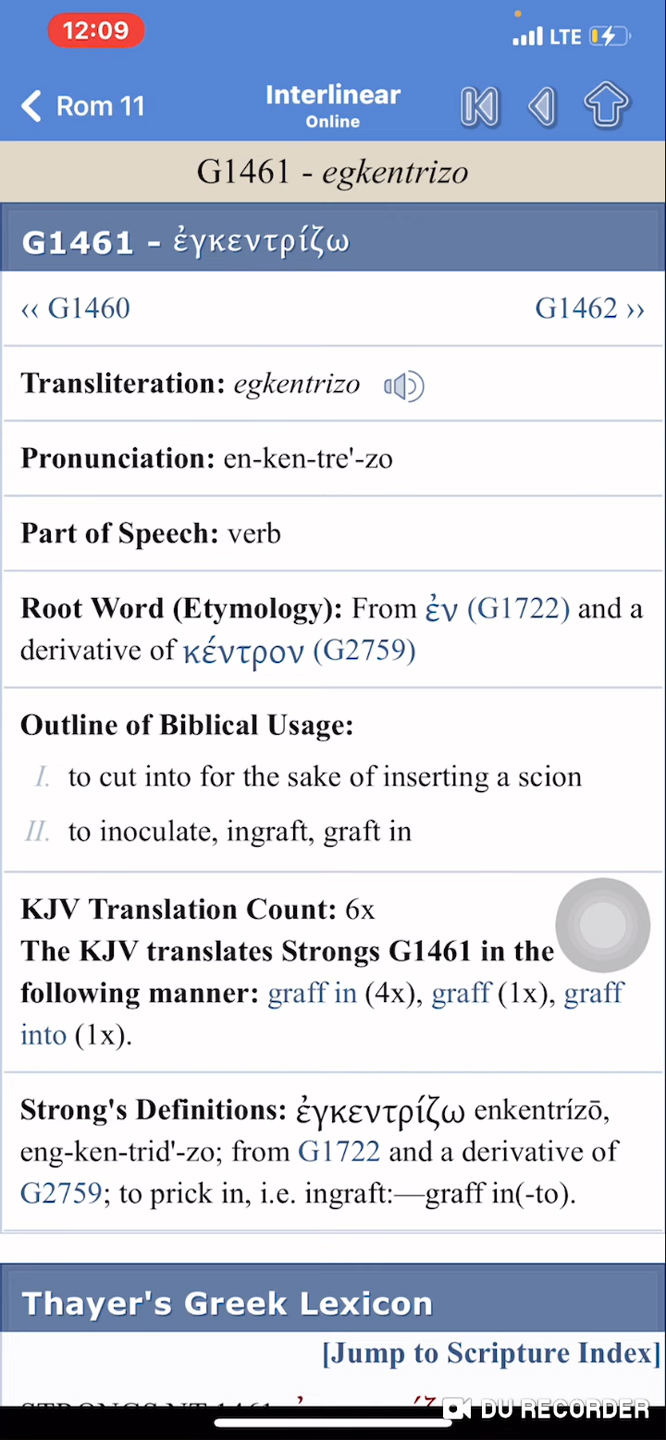 12:09
LTE
Rom 11
Interlinear
Online
G1461 - egkentrizo
G1461 - ἐγκεντρίζω
‹‹ G1460
G1462 ››
Transliteration: egkentrizo
Pronunciation: en-ken-tre'-zo
Part of Speech: verb
Root Word (Etymology): From ἐν (G1722) and a
derivative of κέντρον (G2759)
Outline of Biblical Usage:
I. to cut into for the sake of inserting a scion
II. to inoculate, ingraft, graft in
KJV Translation Count: 6x
The KJV translates Strongs G1461 in the
following manner: graff in (4x), graff (1x), graff
into (1x).
Strong's Definitions: ἐγκεντρίζω enkentrízō,
eng-ken-trid'-zo; from G1722 and a derivative of
G2759; to prick in, i.e. ingraft:—graff in(-to).
Thayer's Greek Lexicon
[Jump to Scripture Index]
DU RECORDER